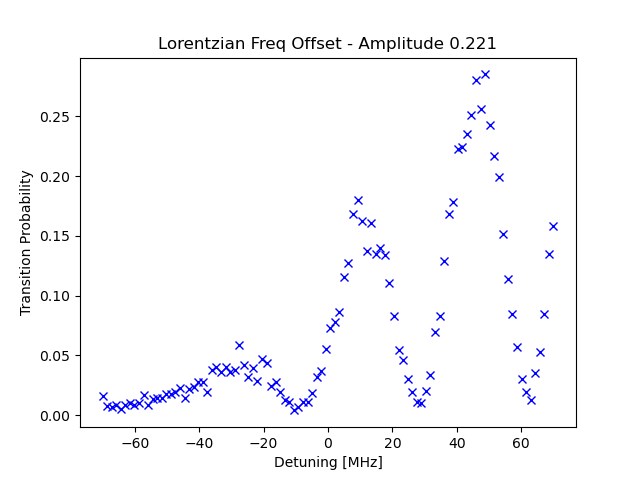 Lorentzian Freq Offset - Amplitude 0.221
Transition Probability
0.25
0.20
0.15
0.10
0.05
0.00
−60 −40 −20 0 20 40 60
Detuning [MHz]